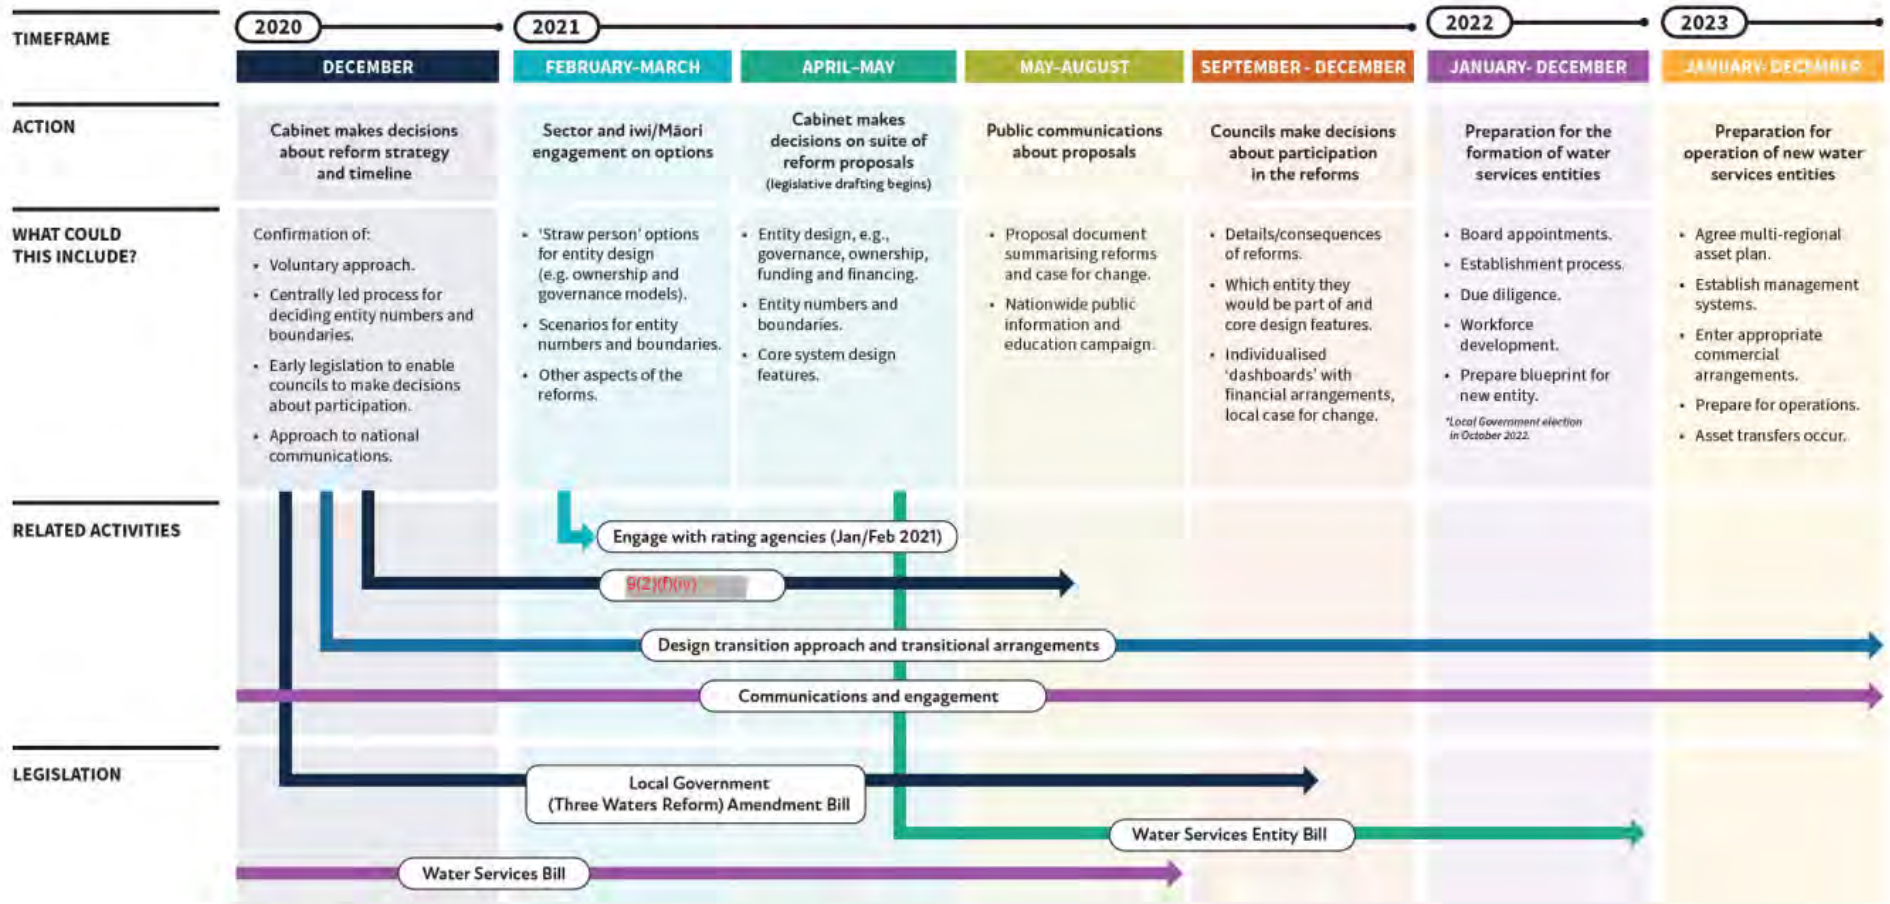 TIMEFRAME
2020
2021
2022
2023
DECEMBER
FEBRUARY–MARCH
APRIL–MAY
MAY–AUGUST
SEPTEMBER - DECEMBER
JANUARY- DECEMBER
JANUARY- DECEMBER
ACTION
Cabinet makes decisions
about reform strategy
and timeline
Sector and iwi/Māori
engagement on options
Cabinet makes
decisions on suite of
reform proposals
(legislative drafting begins)
Public communications
about proposals
Councils make decisions
about participation
in the reforms
Preparation for the
formation of water
services entities
Preparation for
operation of new water
services entities
WHAT COULD
THIS INCLUDE?
Confirmation of:
• Voluntary approach.
• Centrally led process for
deciding entity numbers and
boundaries.
• Early legislation to enable
councils to make decisions
about participation.
• Approach to national
communications.
• 'Straw person' options
for entity design
(e.g. ownership and
governance models).
• Scenarios for entity
numbers and boundaries.
• Other aspects of the
reforms.
• Entity design, e.g.,
governance, ownership,
funding and financing.
• Entity numbers and
boundaries.
• Core system design
features.
• Proposal document
summarising reforms
and case for change.
• Nationwide public
information and
education campaign.
• Details/consequences
of reforms.
• Which entity they
would be part of and
core design features.
• Individualised
'dashboards' with
financial arrangements,
local case for change.
• Board appointments.
• Establishment process.
• Due diligence.
• Workforce
development.
• Prepare blueprint for
new entity.
*Local Government election
in October 2022.
• Agree multi-regional
asset plan.
• Establish management
systems.
• Enter appropriate
commercial
arrangements.
• Prepare for operations.
• Asset transfers occur.
RELATED ACTIVITIES
Engage with rating agencies (Jan/Feb 2021)
9(2)(f)(iv)
Design transition approach and transitional arrangements
Communications and engagement
LEGISLATION
Local Government
(Three Waters Reform) Amendment Bill
Water Services Entity Bill
Water Services Bill